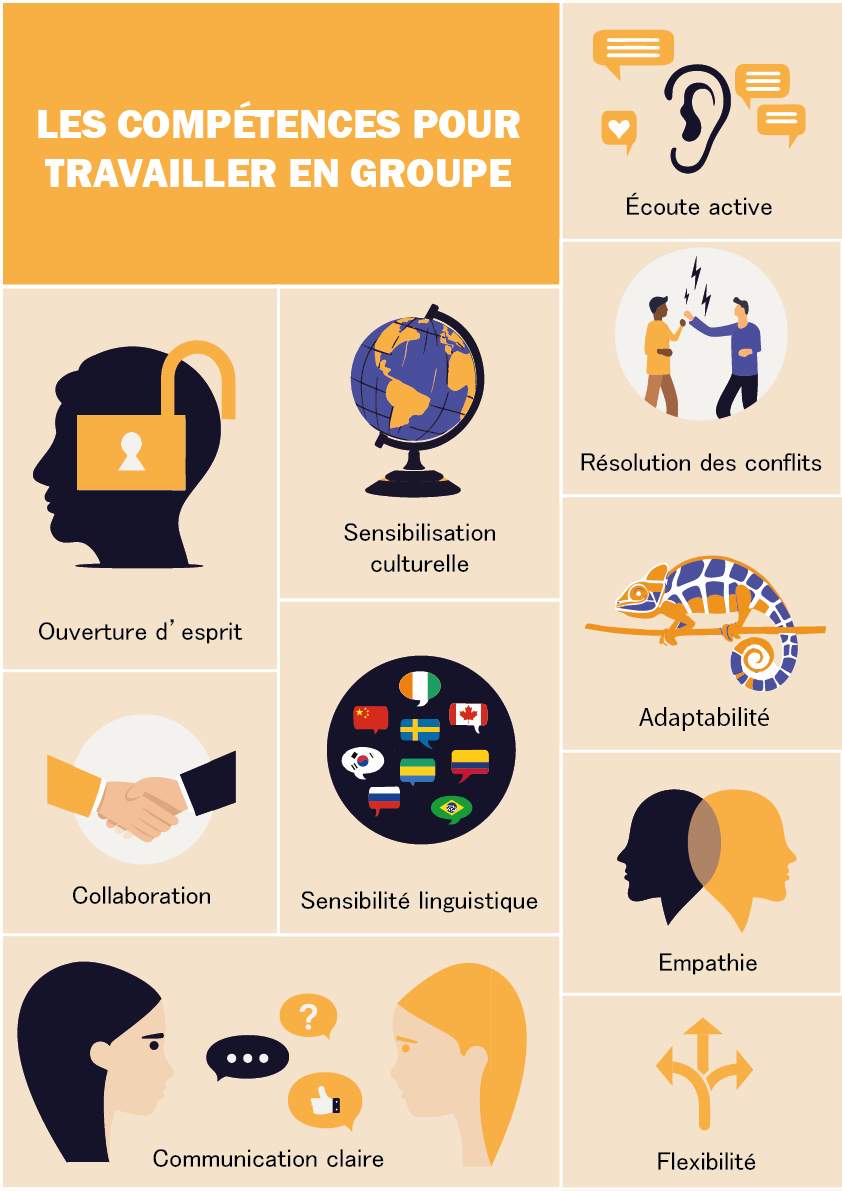 LES COMPÉTENCES POUR
TRAVAILLER EN GROUPE
Écoute active
Résolution des conflits
Ouverture d’ esprit
Sensibilisation
culturelle
Adaptabilité
Collaboration
Sensibilité linguistique
Empathie
?
Communication claire
Flexibilité